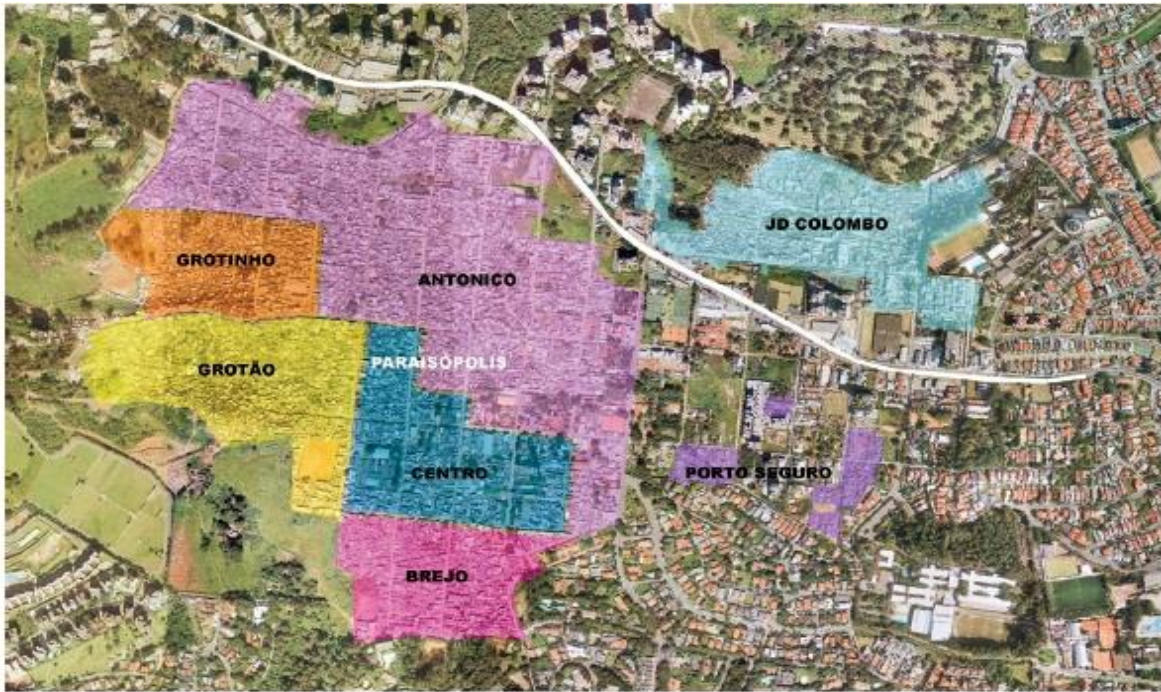 JD COLOMBO
GROTINHO
ANTONICO
GROTÃO
PARAISÓPOLIS
CENTRO
PORTO SEGURO
BREJO